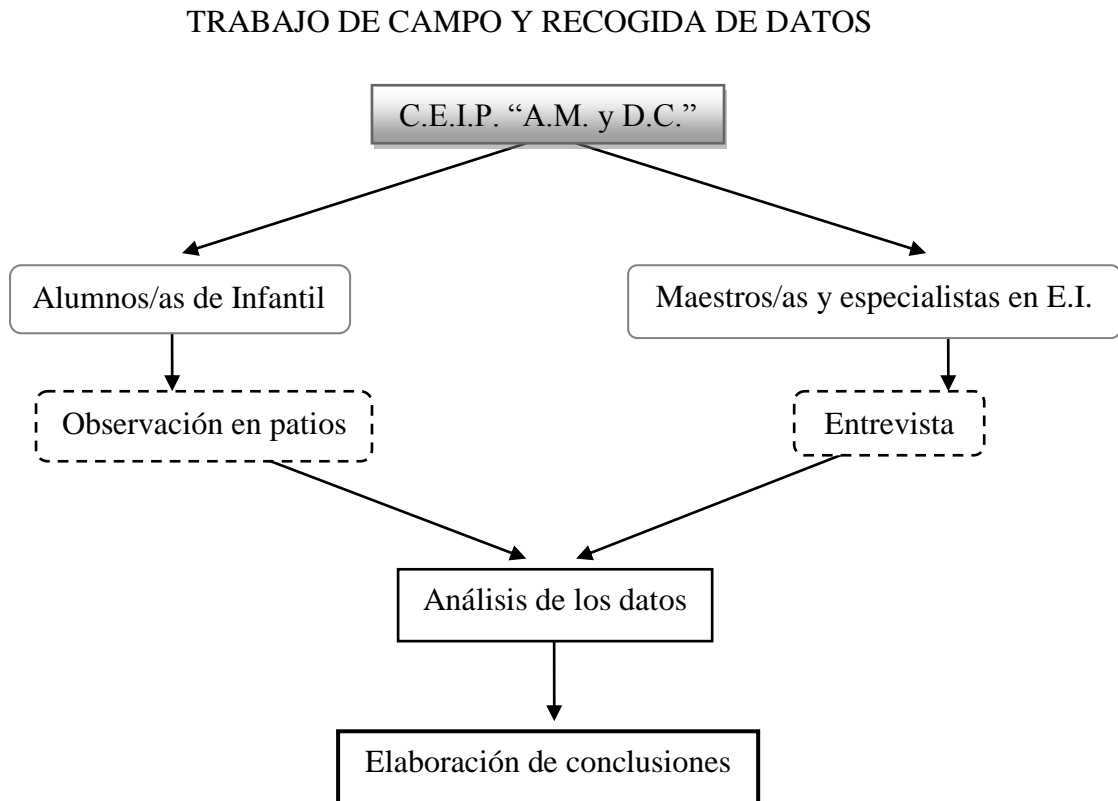 TRABAJO DE CAMPO Y RECOGIDA DE DATOS
C.E.I.P. “A.M. y D.C.”
Alumnos/as de Infantil
Maestros/as y especialistas en E.I.
Observación en patios
Entrevista
Análisis de los datos
Elaboración de conclusiones